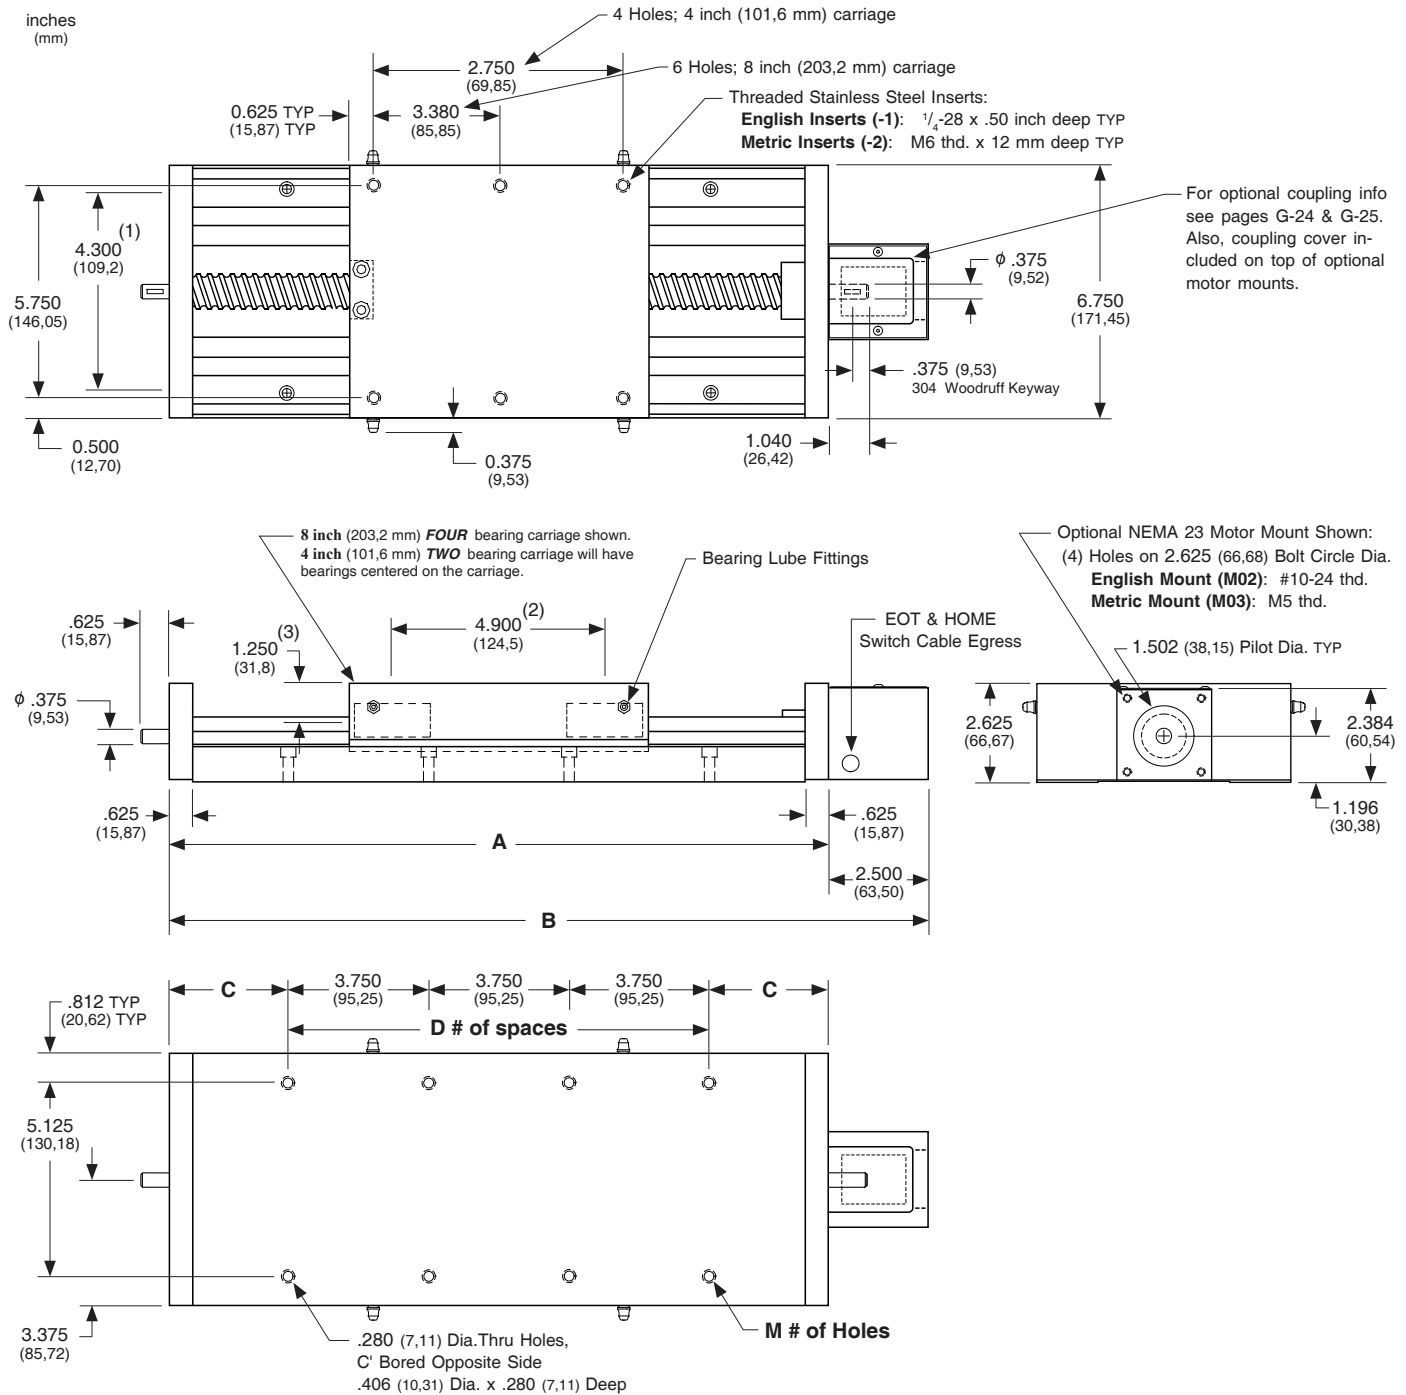 inches
(mm)
4 Holes; 4 inch (101,6 mm) carriage
2.750
(69,85)
6 Holes; 8 inch (203,2 mm) carriage
0.625 TYP
(15,87) TYP
3.380
(85,85)
Threaded Stainless Steel Inserts:
English Inserts (-1): 1/4-28 x .50 inch deep TYP
Metric Inserts (-2): M6 thd. x 12 mm deep TYP
For optional coupling info
see pages G-24 & G-25.
Also, coupling cover in-
cluded on top of optional
motor mounts.
(1)
4.300
(109,2)
5.750
(146,05)
ϕ .375
(9,52)
6.750
(171,45)
.375 (9,53)
304 Woodruff Keyway
0.500
(12,70)
0.375
(9,53)
1.040
(26,42)
8 inch (203,2 mm) FOUR bearing carriage shown.
4 inch (101,6 mm) TWO bearing carriage will have
bearings centered on the carriage.
Bearing Lube Fittings
Optional NEMA 23 Motor Mount Shown:
(4) Holes on 2.625 (66,68) Bolt Circle Dia.
English Mount (M02): #10-24 thd.
Metric Mount (M03): M5 thd.
.625
(15,87)
(3)
1.250
(31,8)
(2)
4.900
(124,5)
EOT & HOME
Switch Cable Egress
1.502 (38,15) Pilot Dia. TYP
ϕ .375
(9,53)
2.625
(66,67)
2.384
(60,54)
1.196
(30,38)
.625
(15,87)
A
.625
(15,87)
2.500
(63,50)
B
C
3.750
(95,25)
3.750
(95,25)
3.750
(95,25)
C
.812 TYP
(20,62) TYP
D # of spaces
5.125
(130,18)
3.375
(85,72)
.280 (7,11) Dia.Thru Holes,
C' Bored Opposite Side
.406 (10,31) Dia. x .280 (7,11) Deep
M # of Holes